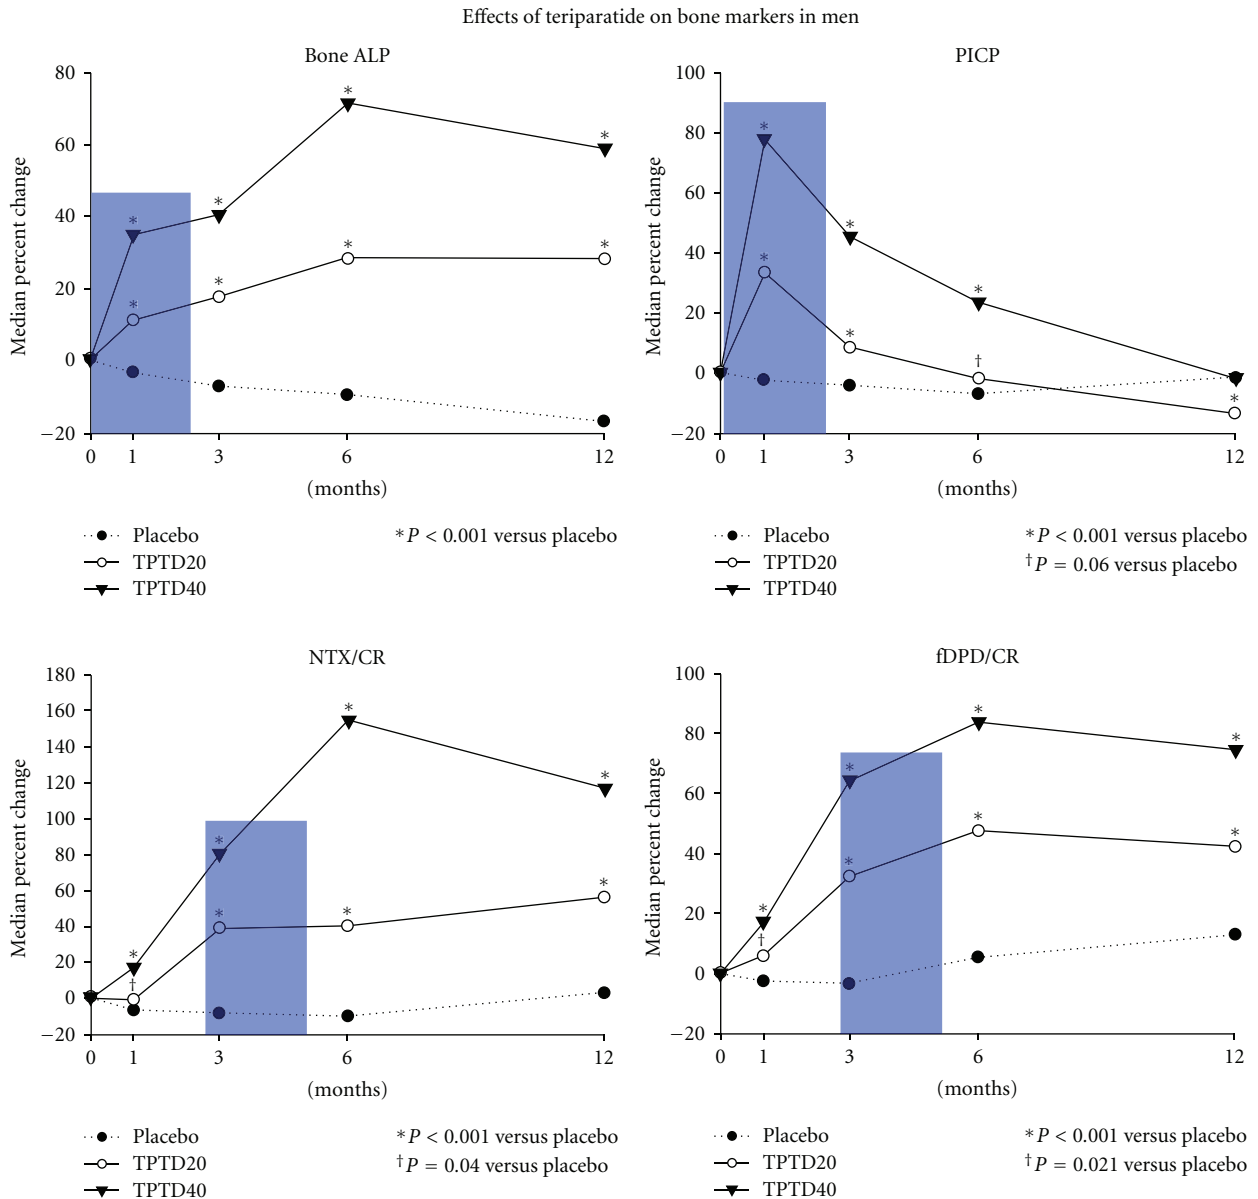 Effects of teriparatide on bone markers in men
Bone ALP
80
60
40
20
0
−20
Median percent change
0 1 3 6 12
(months)
* * * *
* * * *
Placebo
TPTD20
TPTD40
*P < 0.001 versus placebo
PICP
100
80
60
40
20
0
−20
Median percent change
0 1 3 6 12
(months)
* * *
* * † *
Placebo
TPTD20
TPTD40
*P < 0.001 versus placebo
†P = 0.06 versus placebo
NTX/CR
180
160
140
120
100
80
60
40
20
0
−20
Median percent change
0 1 3 6 12
(months)
* * * *
† * * *
Placebo
TPTD20
TPTD40
*P < 0.001 versus placebo
†P = 0.04 versus placebo
fDPD/CR
100
80
60
40
20
0
−20
Median percent change
0 1 3 6 12
(months)
* * * *
† * * *
Placebo
TPTD20
TPTD40
*P < 0.001 versus placebo
†P = 0.021 versus placebo